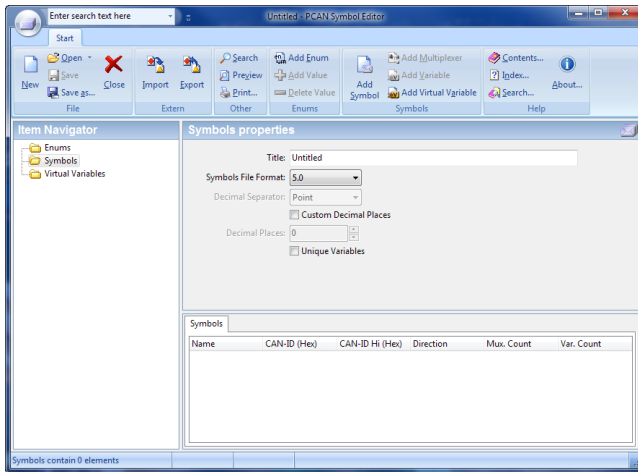 Enter search text here
Untitled - PCAN Symbol Editor
Start
New
Open
Save
Save as...
Close
File
Import
Export
Extern
Search
Preview
Print...
Other
Add Enum
Add Value
Delete Value
Enums
Add Symbol
Add Multiplexer
Add Variable
Add Virtual Variable
Symbols
Contents...
Index...
Search...
About...
Help
Item Navigator
Enums
Symbols
Virtual Variables
Symbols properties
Title: Untitled
Symbols File Format: 5.0
Decimal Separator: Point
Custom Decimal Places
Decimal Places: 0
Unique Variables
Symbols
Name CAN-ID (Hex) CAN-ID Hi (Hex) Direction Mux. Count Var. Count
Symbols contain 0 elements